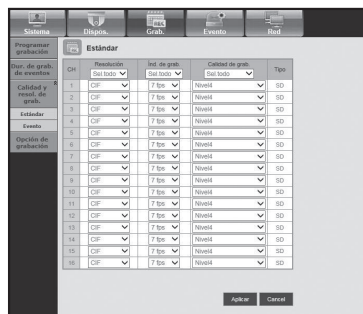 Sistema Dispos. Grab. Evento Red
Programar grabación
Dur. de grab. de eventos
Calidad y resol. de grab.
Estándar
Evento
Opción de grabación
Estándar
CH Resolución Índ. de grab. Calidad de grab. Tipo
Sel.todo Sel.todo Sel.todo
1 CIF 7 fps Nivel4 SD
2 CIF 7 fps Nivel4 SD
3 CIF 7 fps Nivel4 SD
4 CIF 7 fps Nivel4 SD
5 CIF 7 fps Nivel4 SD
6 CIF 7 fps Nivel4 SD
7 CIF 7 fps Nivel4 SD
8 CIF 7 fps Nivel4 SD
9 CIF 7 fps Nivel4 SD
10 CIF 7 fps Nivel4 SD
11 CIF 7 fps Nivel4 SD
12 CIF 7 fps Nivel4 SD
13 CIF 7 fps Nivel4 SD
14 CIF 7 fps Nivel4 SD
15 CIF 7 fps Nivel4 SD
16 CIF 7 fps Nivel4 SD
Aplicar Cancel